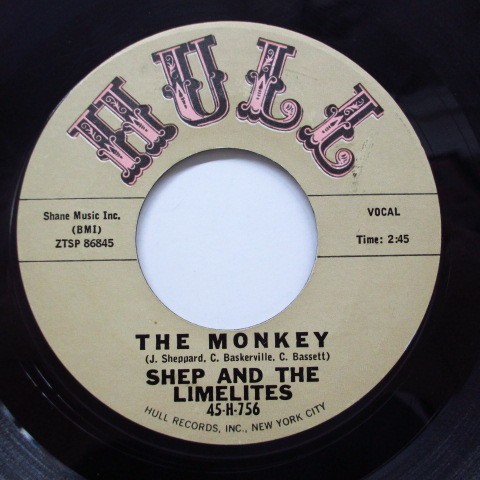 HULL
Shane Music Inc.
(BMI)
ZTSP 86845
VOCAL
Time: 2:45
THE MONKEY
(J. Sheppard, C. Baskerville, C. Bassett)
SHEP AND THE
LIMELITES
45-H-756
HULL RECORDS, INC., NEW YORK CITY